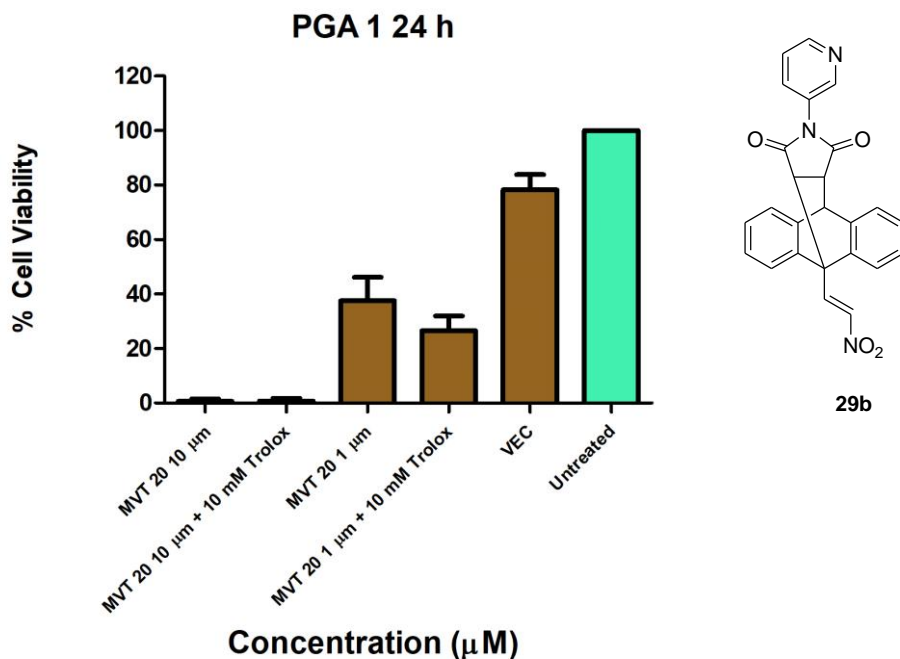 PGA 1 24 h
% Cell Viability
120
100
80
60
40
20
0
MVT 20 10 μm
MVT 20 10 μm + 10 mM Trolox
MVT 20 1 μm
MVT 20 1 μm + 10 mM Trolox
VEC
Untreated
Concentration (μM)
N
N
O
O
NO₂
29b